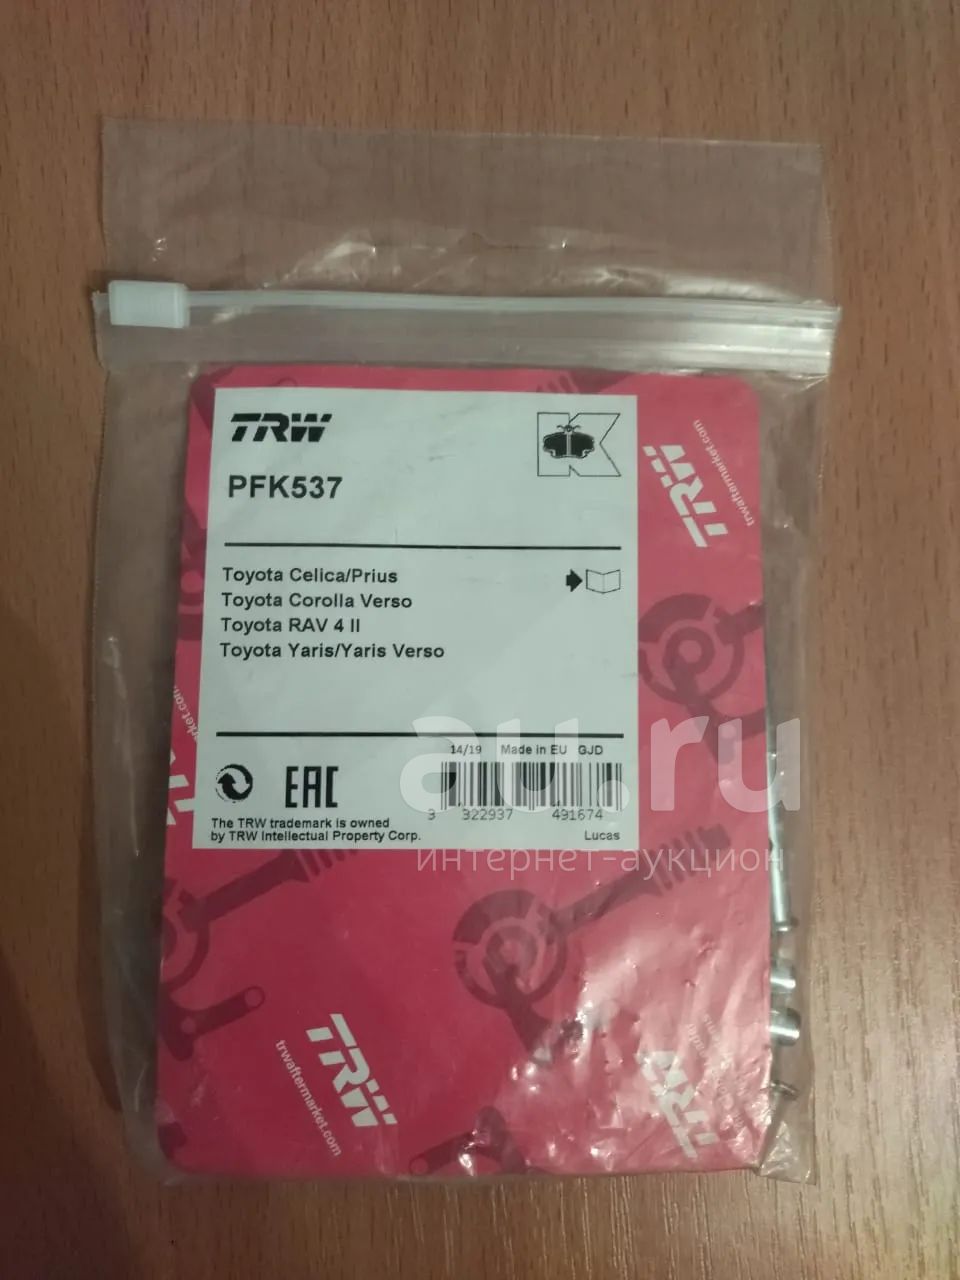 TRW
K
PFK537
Toyota Celica/Prius
Toyota Corolla Verso
Toyota RAV 4 II
Toyota Yaris/Yaris Verso
14/19 Made in EU GJD
EAC
3 322937 491674
The TRW trademark is owned
by TRW Intellectual Property Corp.
Lucas
TRW
trwaftermarket.com
TRW
trwaftermarket.com
TRW
au.ru
интернет-аукцион